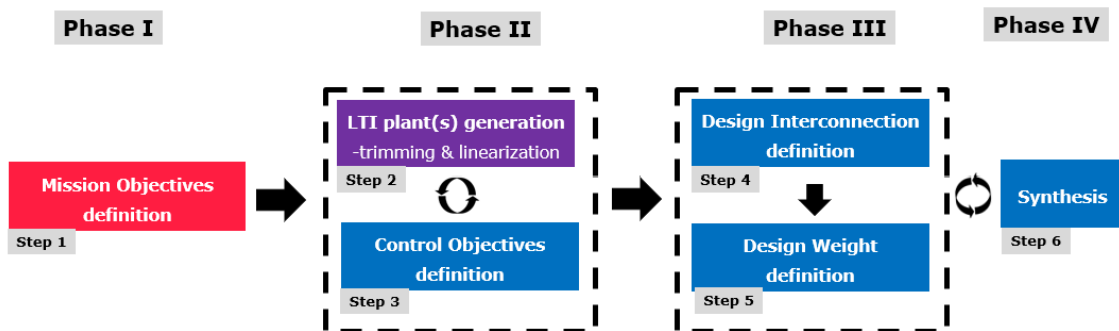 Phase I
Phase II
Phase III
Phase IV
Mission Objectives
definition
Step 1
LTI plant(s) generation
-trimming & linearization
Step 2
Control Objectives
definition
Step 3
Design Interconnection
definition
Step 4
Design Weight
definition
Step 5
Synthesis
Step 6